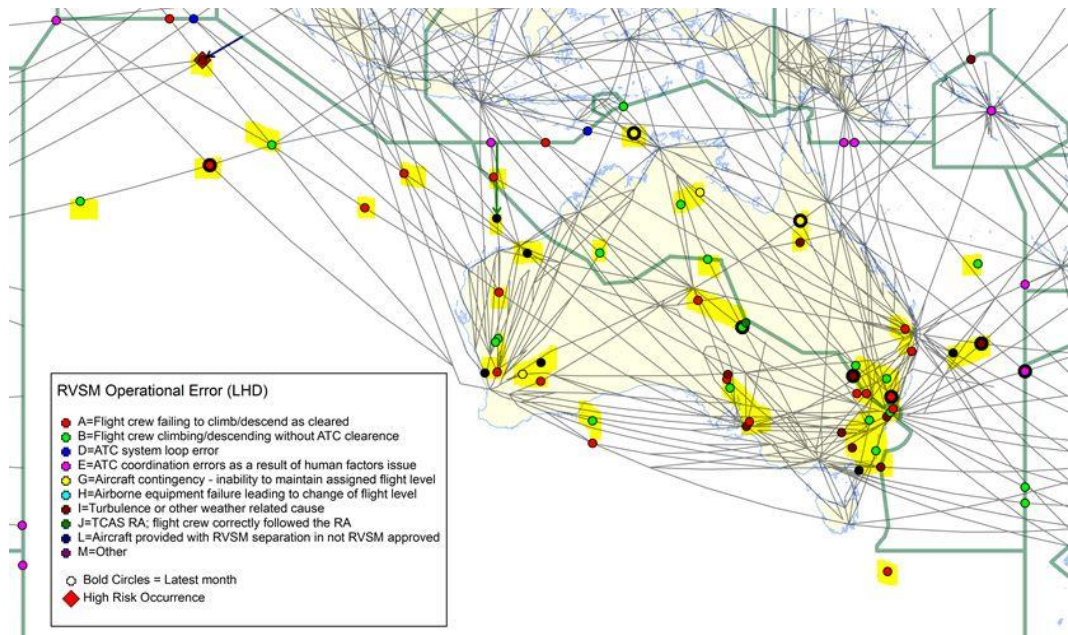 RVSM Operational Error (LHD)
A=Flight crew failing to climb/descend as cleared
B=Flight crew climbing/descending without ATC clearence
D=ATC system loop error
E=ATC coordination errors as a result of human factors issue
G=Aircraft contingency - inability to maintain assigned flight level
H=Airborne equipment failure leading to change of flight level
I=Turbulence or other weather related cause
J=TCAS RA; flight crew correctly followed the RA
L=Aircraft provided with RVSM separation in not RVSM approved
M=Other
Bold Circles = Latest month
High Risk Occurrence